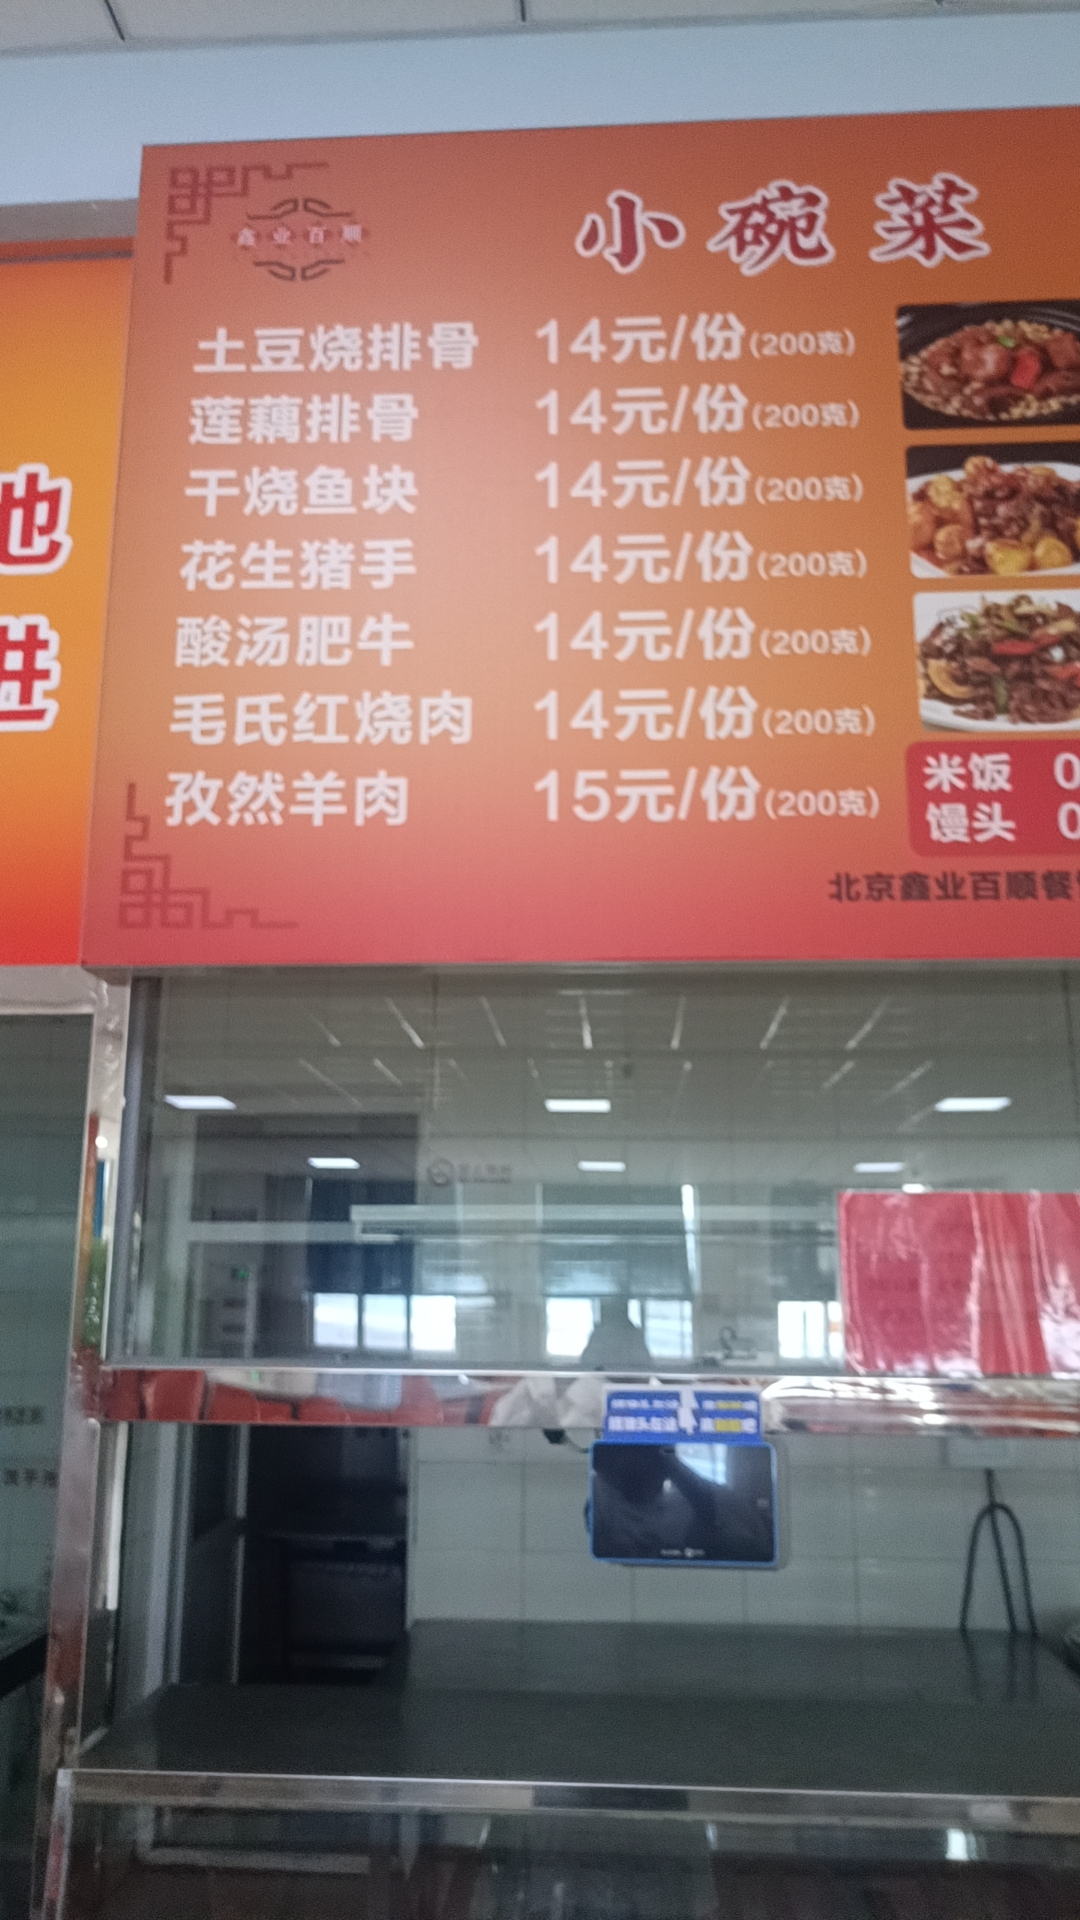 鑫业百顺
小碗菜
土豆烧排骨 14元/份(200克)
莲藕排骨 14元/份(200克)
干烧鱼块 14元/份(200克)
花生猪手 14元/份(200克)
酸汤肥牛 14元/份(200克)
毛氏红烧肉 14元/份(200克)
孜然羊肉 15元/份(200克)
米饭 0
馒头 0
北京鑫业百顺餐
进